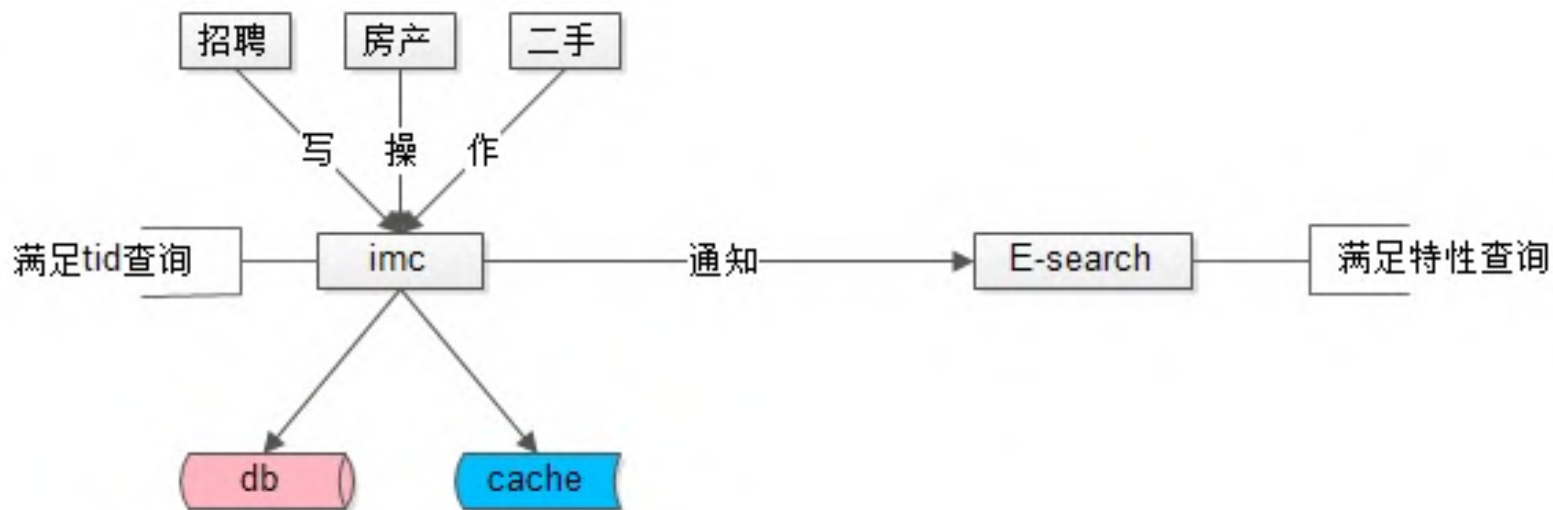 招聘
房产
二手
写 操 作
满足tid查询
imc
通知
E-search
满足特性查询
db
cache